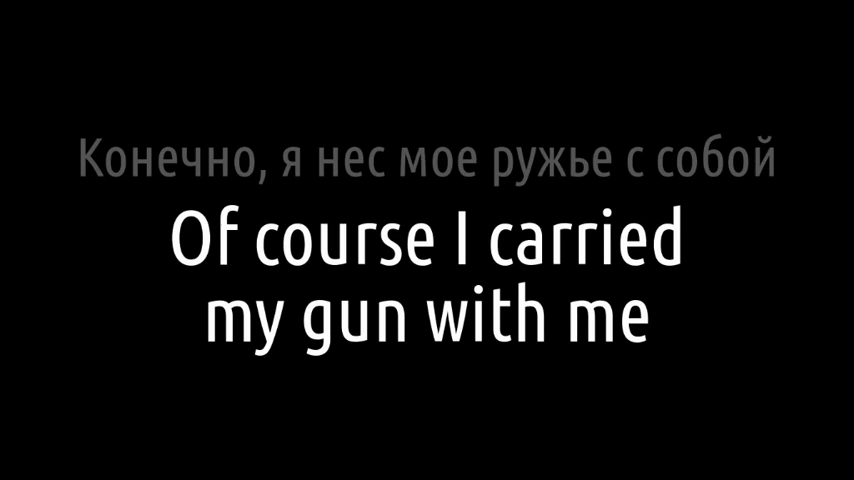 Конечно, я нес мое ружье с собой
Of course I carried
my gun with me